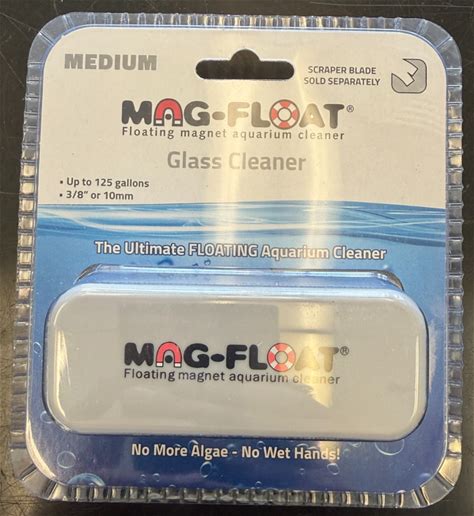 MEDIUM
SCRAPER BLADE
SOLD SEPARATELY
MAG-FLOAT®
Floating magnet aquarium cleaner
Glass Cleaner
• Up to 125 gallons
• 3/8" or 10mm
The Ultimate FLOATING Aquarium Cleaner
MAG-FLOAT®
Floating magnet aquarium cleaner
No More Algae - No Wet Hands!